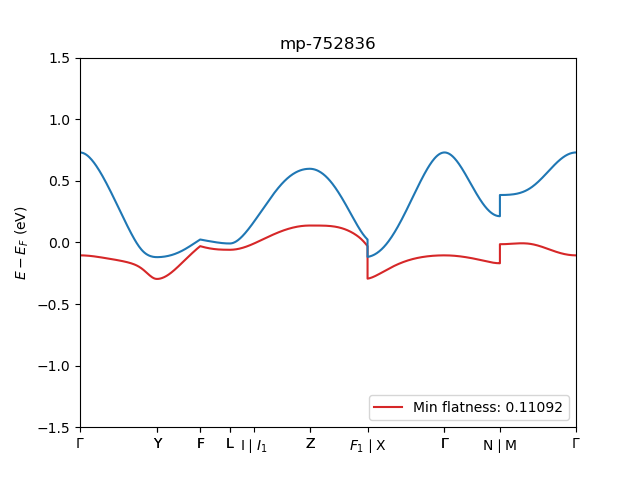 mp-752836
1.5
1.0
0.5
0.0
−0.5
−1.0
−1.5
E − E_F (eV)
Γ Y F L I | I₁ Z F₁ | X Γ N | M Γ
Min flatness: 0.11092